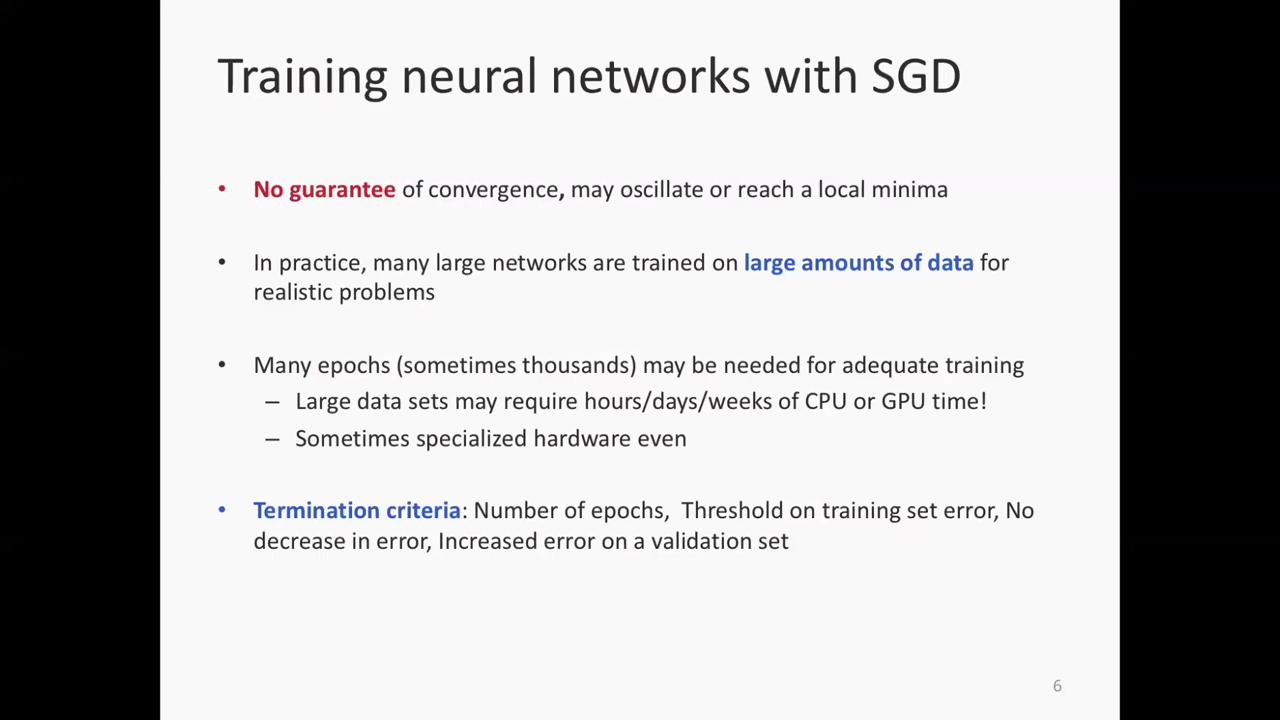 Training neural networks with SGD
• No guarantee of convergence, may oscillate or reach a local minima
• In practice, many large networks are trained on large amounts of data for
realistic problems
• Many epochs (sometimes thousands) may be needed for adequate training
– Large data sets may require hours/days/weeks of CPU or GPU time!
– Sometimes specialized hardware even
• Termination criteria: Number of epochs,  Threshold on training set error, No
decrease in error, Increased error on a validation set
6